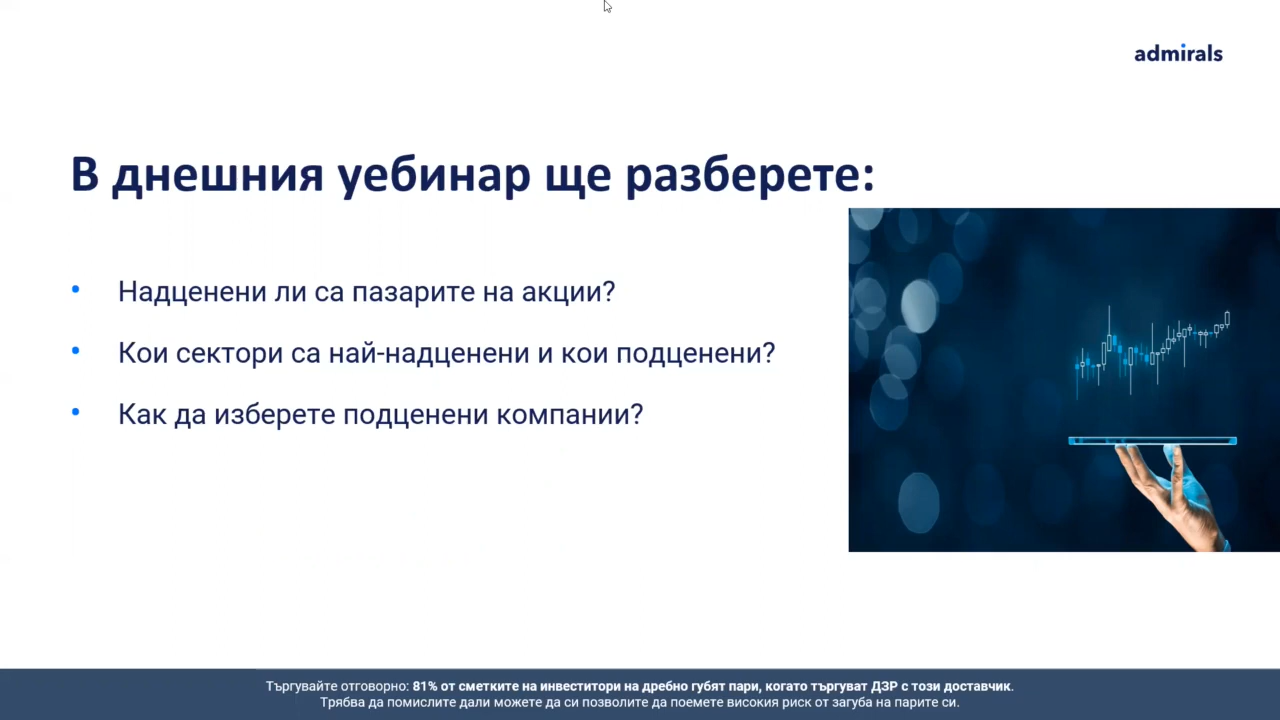 admirals
В днешния уебинар ще разберете:
• Надценени ли са пазарите на акции?
• Кои сектори са най-надценени и кои подценени?
• Как да изберете подценени компании?
Търгувайте отговорно: 81% от сметките на инвеститори на дребно губят пари, когато търгуват ДЗР с този доставчик.
Трябва да помислите дали можете да си позволите да поемете високия риск от загуба на парите си.